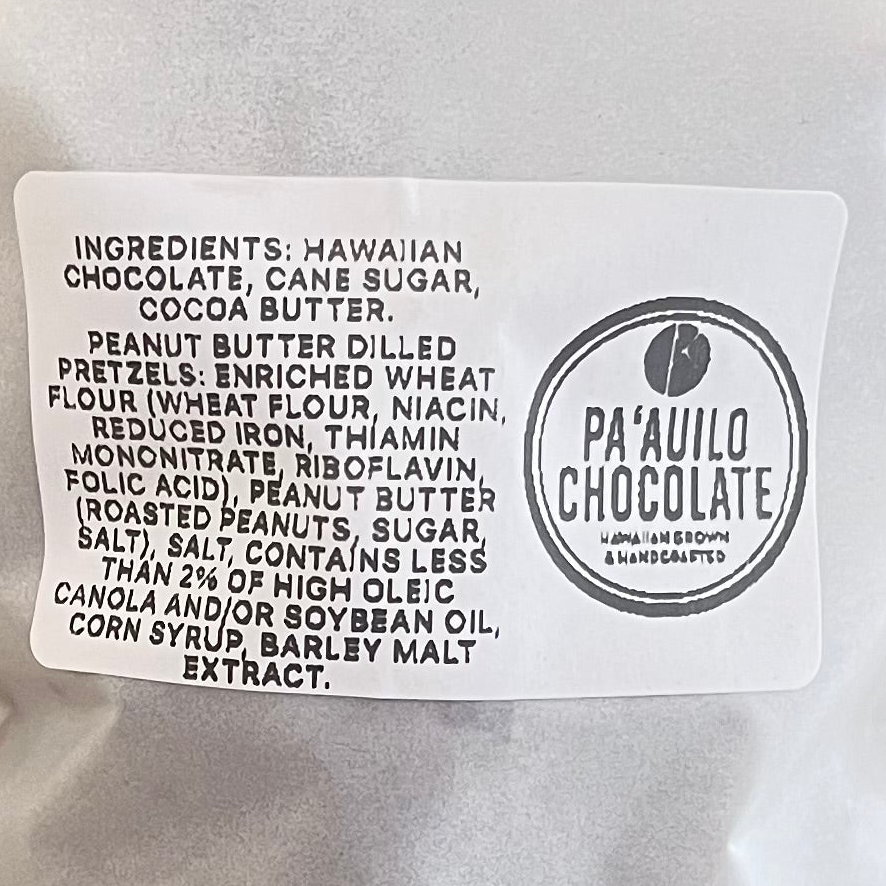 INGREDIENTS: HAWAIIAN
CHOCOLATE, CANE SUGAR,
COCOA BUTTER.
PEANUT BUTTER DILLED
PRETZELS: ENRICHED WHEAT
FLOUR (WHEAT FLOUR, NIACIN,
REDUCED IRON, THIAMIN
MONONITRATE, RIBOFLAVIN,
FOLIC ACID), PEANUT BUTTER
(ROASTED PEANUTS, SUGAR,
SALT), SALT, CONTAINS LESS
THAN 2% OF HIGH OLEIC
CANOLA AND/OR SOYBEAN OIL,
CORN SYRUP, BARLEY MALT
EXTRACT.
PA‘AUILO
CHOCOLATE
HAWAIIAN GROWN
& HANDCRAFTED